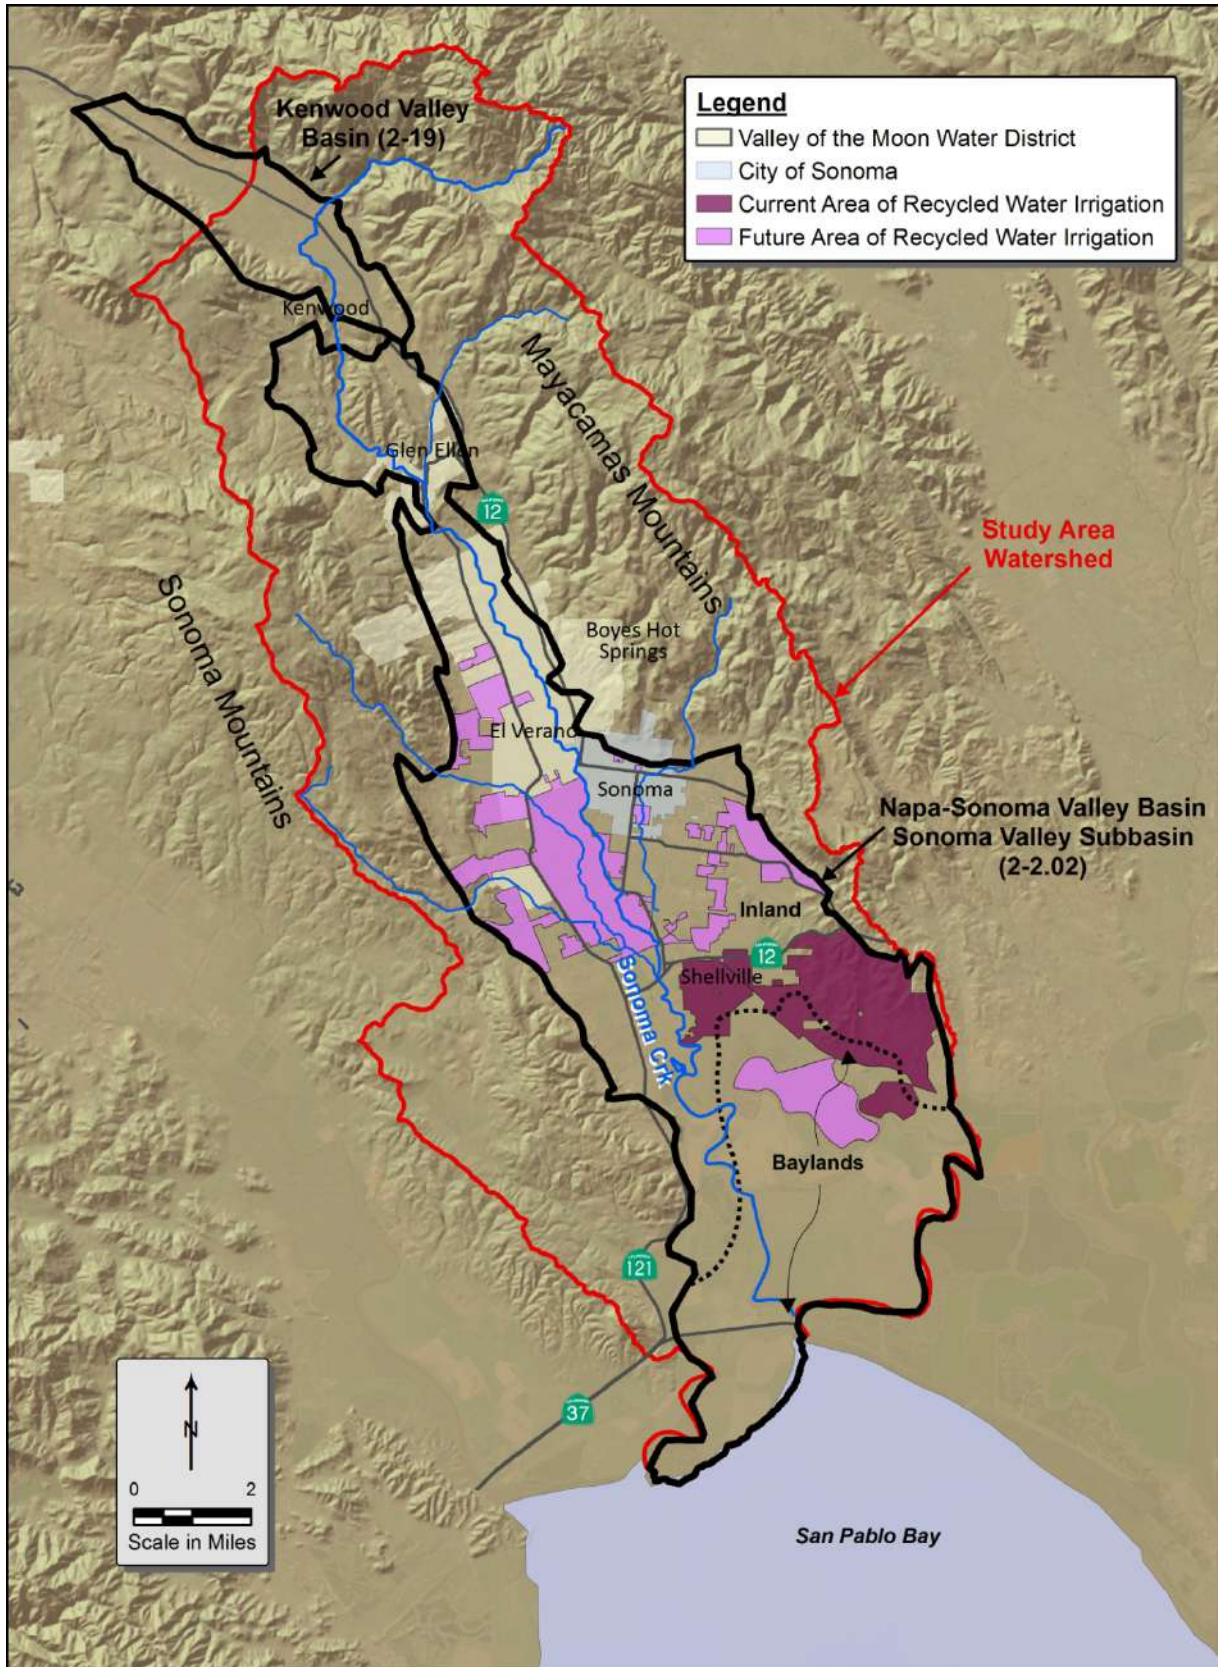 Legend
Valley of the Moon Water District
City of Sonoma
Current Area of Recycled Water Irrigation
Future Area of Recycled Water Irrigation
Kenwood Valley
Basin (2-19)
Kenwood
Mayacamas Mountains
Glen Ellen
12
Study Area
Watershed
Sonoma Mountains
Boyes Hot
Springs
El Verano
Sonoma
Napa-Sonoma Valley Basin
Sonoma Valley Subbasin
(2-2.02)
Inland
12
Shellville
Sonoma Crk
Baylands
121
37
N
0 2
Scale in Miles
San Pablo Bay